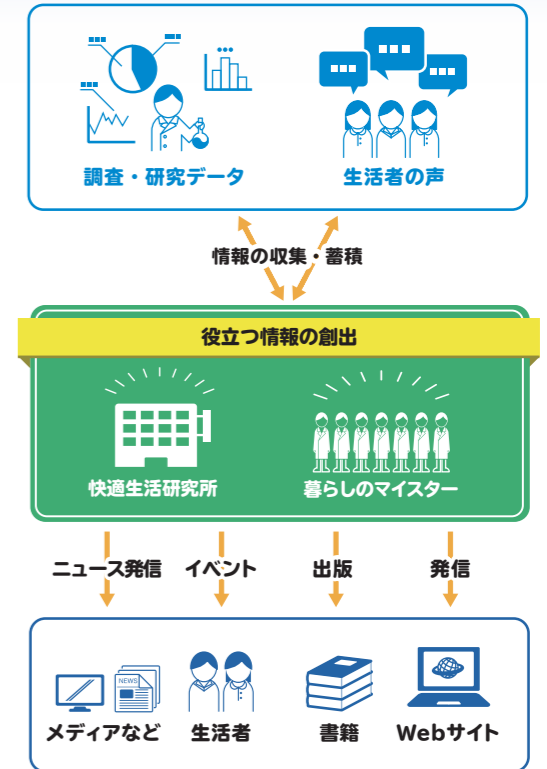 調査・研究データ
生活者の声
情報の収集・蓄積
役立つ情報の創出
快適生活研究所
暮らしのマイスター
ニュース発信
イベント
出版
発信
NEWS
メディアなど
生活者
書籍
Webサイト